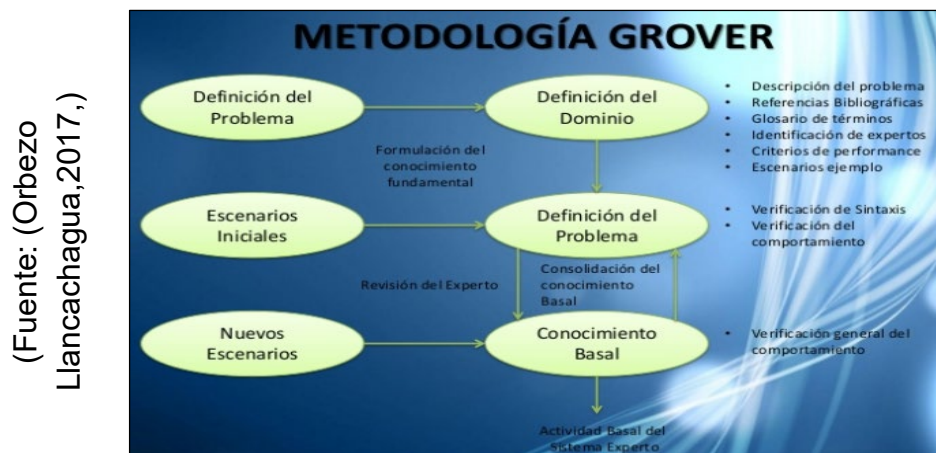 (Fuente: (Orbezo
Llancachagua,2017,)
METODOLOGÍA GROVER
Definición del
Problema
Definición del
Dominio
• Descripción del problema
• Referencias Bibliográficas
• Glosario de términos
• Identificación de expertos
• Criterios de performance
• Escenarios ejemplo
Formulación del
conocimiento
fundamental
Escenarios
Iniciales
Definición del
Problema
• Verificación de Sintaxis
• Verificación del
comportamiento
Revisión del Experto
Consolidación del
conocimiento
Basal
Nuevos
Escenarios
Conocimiento
Basal
• Verificación general del
comportamiento
Actividad Basal del
Sistema Experto